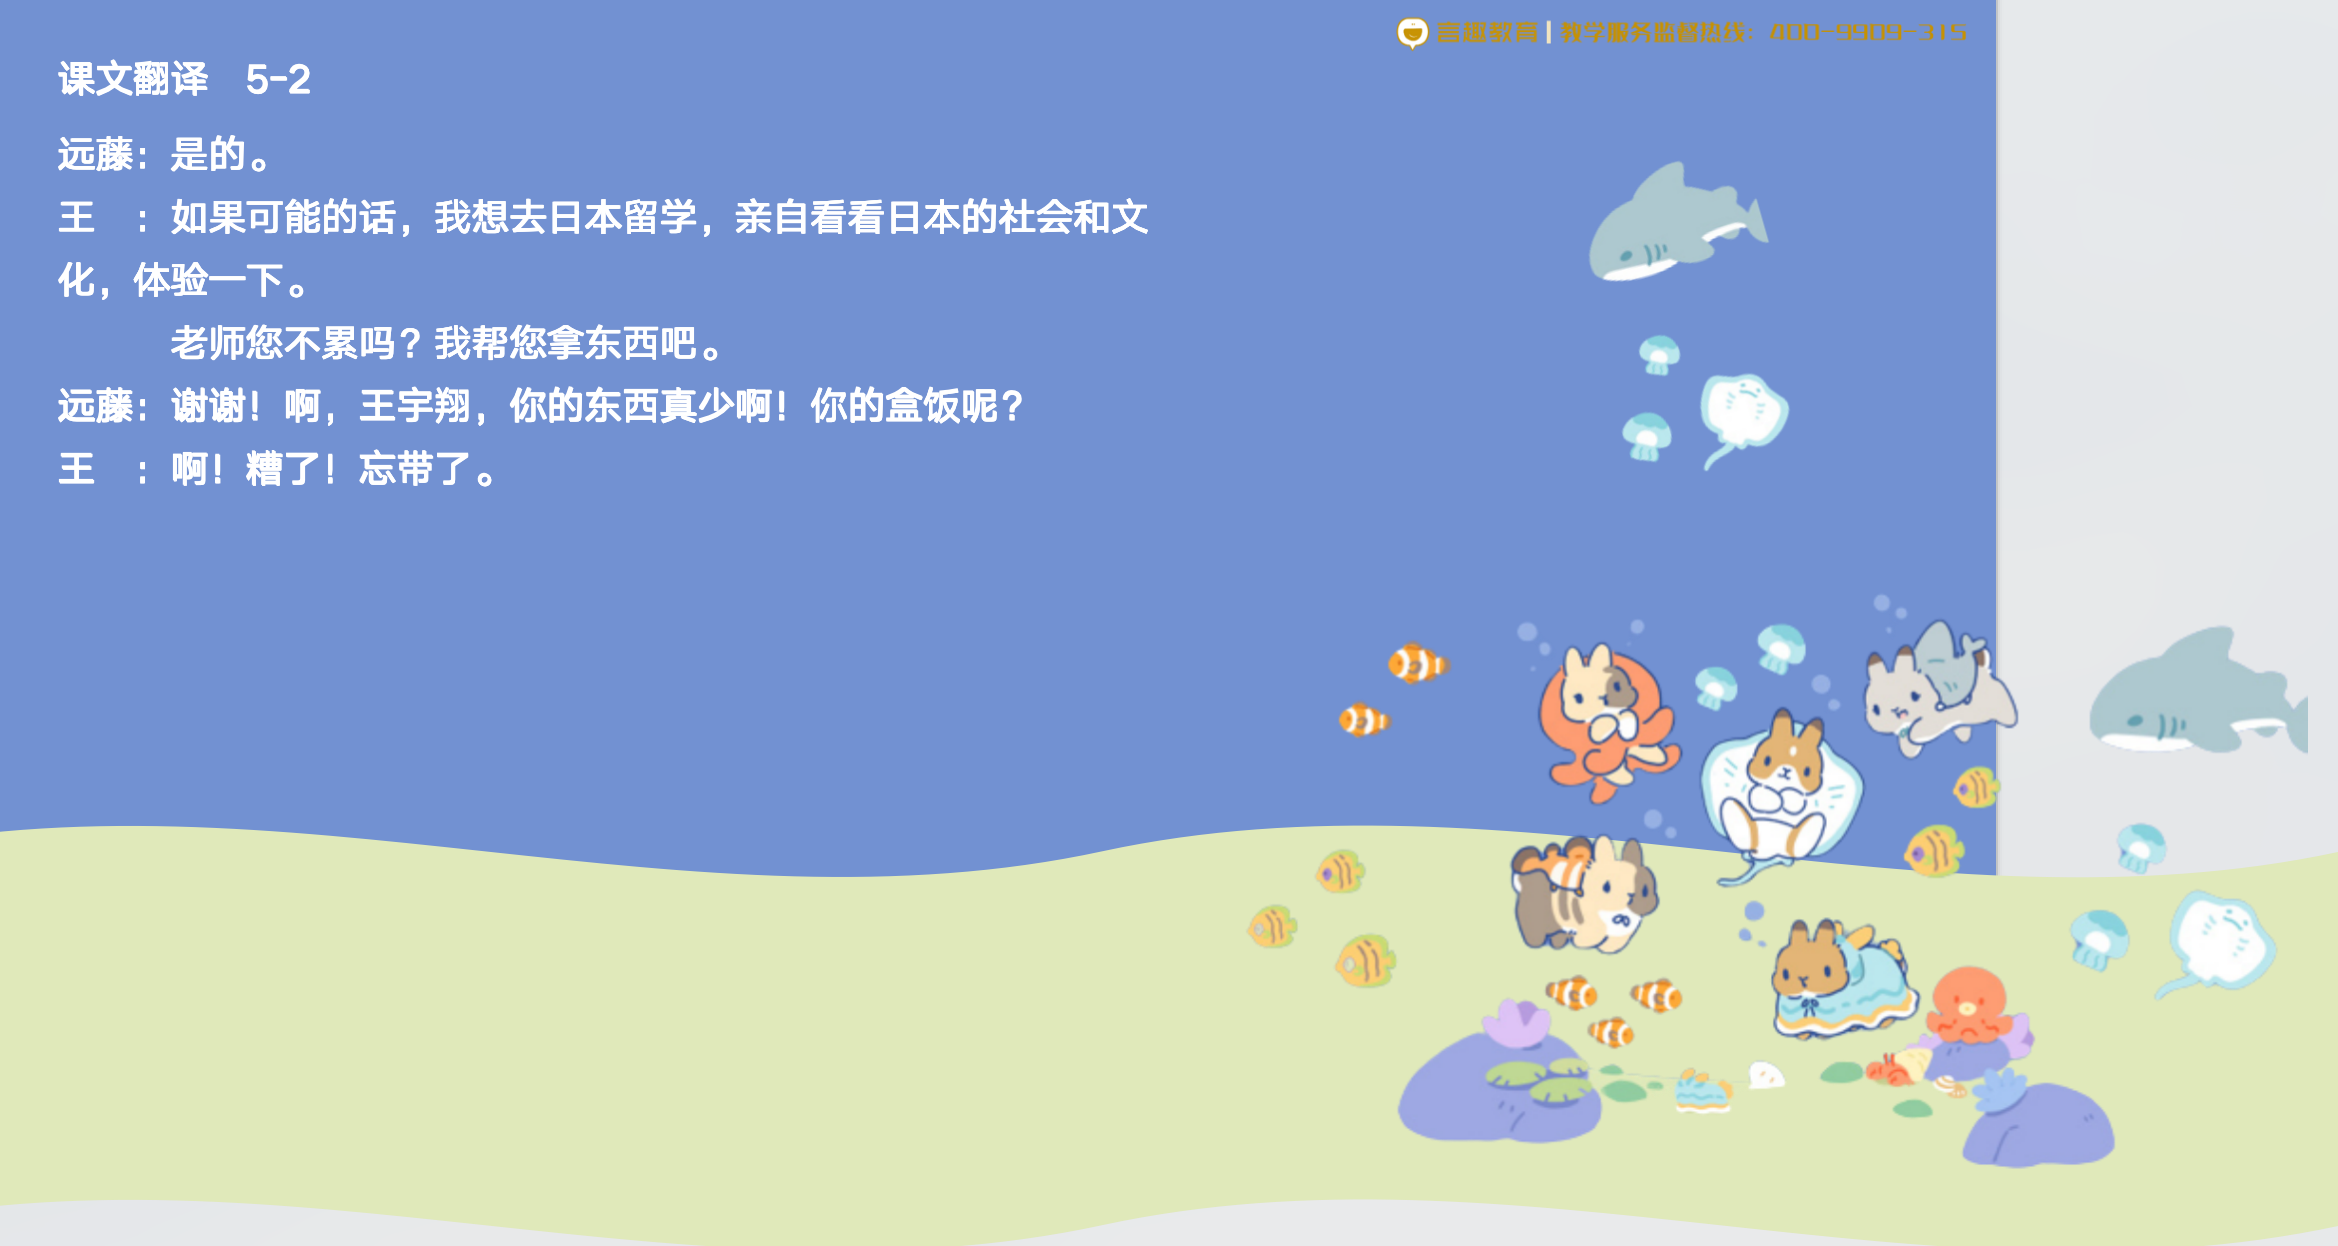 言趣教育 | 教学服务监督热线：400-9909-315
课文翻译 5-2
远藤：是的。
王 ：如果可能的话，我想去日本留学，亲自看看日本的社会和文
化，体验一下。
老师您不累吗？我帮您拿东西吧。
远藤：谢谢！啊，王宇翔，你的东西真少啊！你的盒饭呢？
王 ：啊！糟了！忘带了。